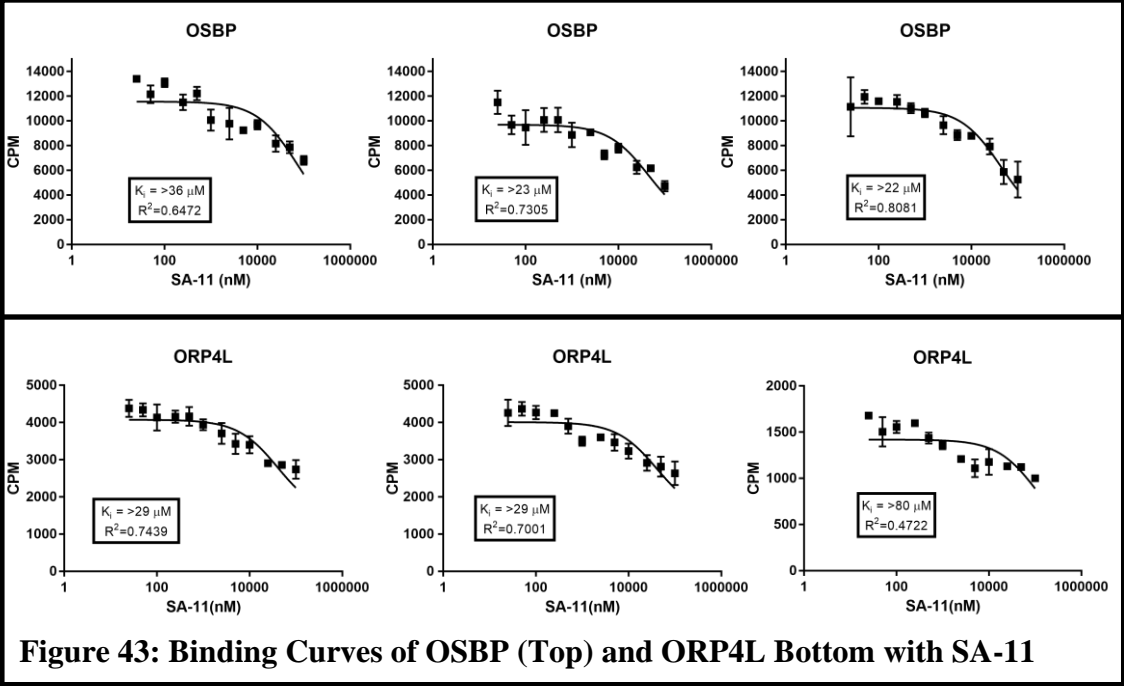 OSBP
14000
12000
10000
8000
6000
4000
2000
0
CPM
Kᵢ = >36 μM
R²=0.6472
1 100 10000 1000000
SA-11 (nM)
OSBP
14000
12000
10000
8000
6000
4000
2000
0
CPM
Kᵢ = >23 μM
R²=0.7305
1 100 10000 1000000
SA-11 (nM)
OSBP
14000
12000
10000
8000
6000
4000
2000
0
CPM
Kᵢ = >22 μM
R²=0.8081
1 100 10000 1000000
SA-11 (nM)
ORP4L
5000
4000
3000
2000
1000
0
CPM
Kᵢ = >29 μM
R²=0.7439
1 100 10000 1000000
SA-11(nM)
ORP4L
5000
4000
3000
2000
1000
0
CPM
Kᵢ = >29 μM
R²=0.7001
1 100 10000 1000000
SA-11(nM)
ORP4L
2000
1500
1000
500
0
CPM
Kᵢ = >80 μM
R²=0.4722
1 100 10000 1000000
SA-11(nM)
Figure 43: Binding Curves of OSBP (Top) and ORP4L Bottom with SA-11